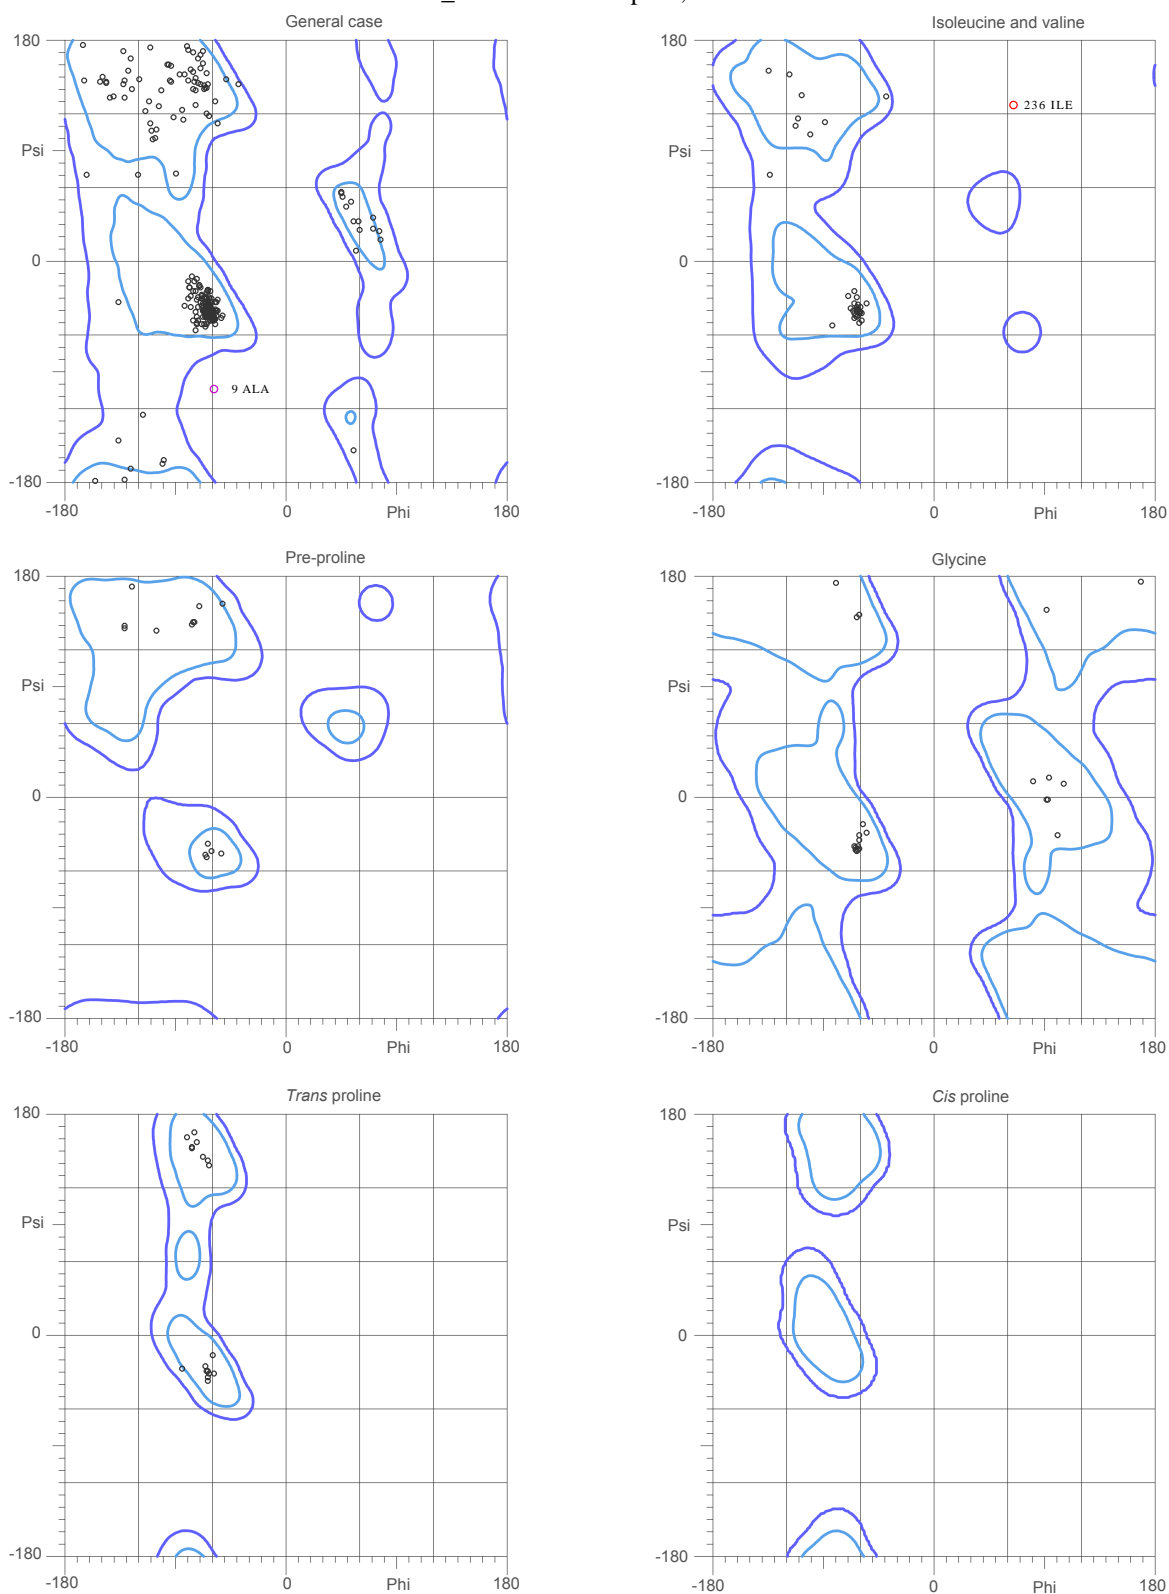 General case
Isoleucine and valine
180
180
236 ILE
Psi
Psi
0
0
9 ALA
-180
-180
-180
0
Phi
180
-180
0
Phi
180
Pre-proline
Glycine
180
180
Psi
Psi
0
0
-180
-180
-180
0
Phi
180
-180
0
Phi
180
Trans proline
Cis proline
180
180
Psi
Psi
0
0
-180
-180
-180
0
Phi
180
-180
0
Phi
180